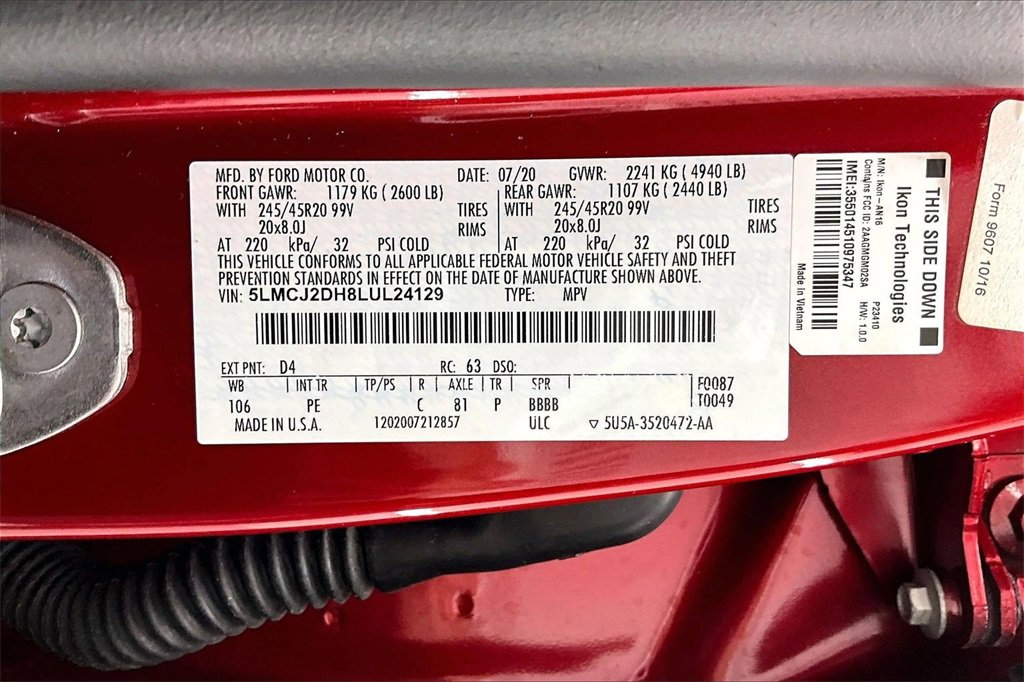 MFD. BY FORD MOTOR CO. DATE: 07/20 GVWR: 2241 KG ( 4940 LB)
FRONT GAWR: 1179 KG ( 2600 LB) REAR GAWR: 1107 KG ( 2440 LB)
WITH 245/45R20 99V TIRES WITH 245/45R20 99V TIRES
20x8.0J RIMS 20x8.0J RIMS
AT 220 kPa/ 32 PSI COLD AT 220 kPa/ 32 PSI COLD
THIS VEHICLE CONFORMS TO ALL APPLICABLE FEDERAL MOTOR VEHICLE SAFETY AND THEFT
PREVENTION STANDARDS IN EFFECT ON THE DATE OF MANUFACTURE SHOWN ABOVE.
VIN: 5LMCJ2DH8LUL24129 TYPE: MPV
EXT PNT: D4 RC: 63 DSO:
WB INT TR TP/PS R AXLE TR SPR F0087
106 PE C 81 P BBBB T0049
MADE IN U.S.A. 1202007212857 ULC 5U5A-3520472-AA
THIS SIDE DOWN
Ikon Technologies
M/N: Ikon-AN16 P23410
Contains FCC ID: 2AAGMGM02SA H/W: 1.0.0
IMEI:355014510975347
Made in Vietnam
Form 9607 10/16